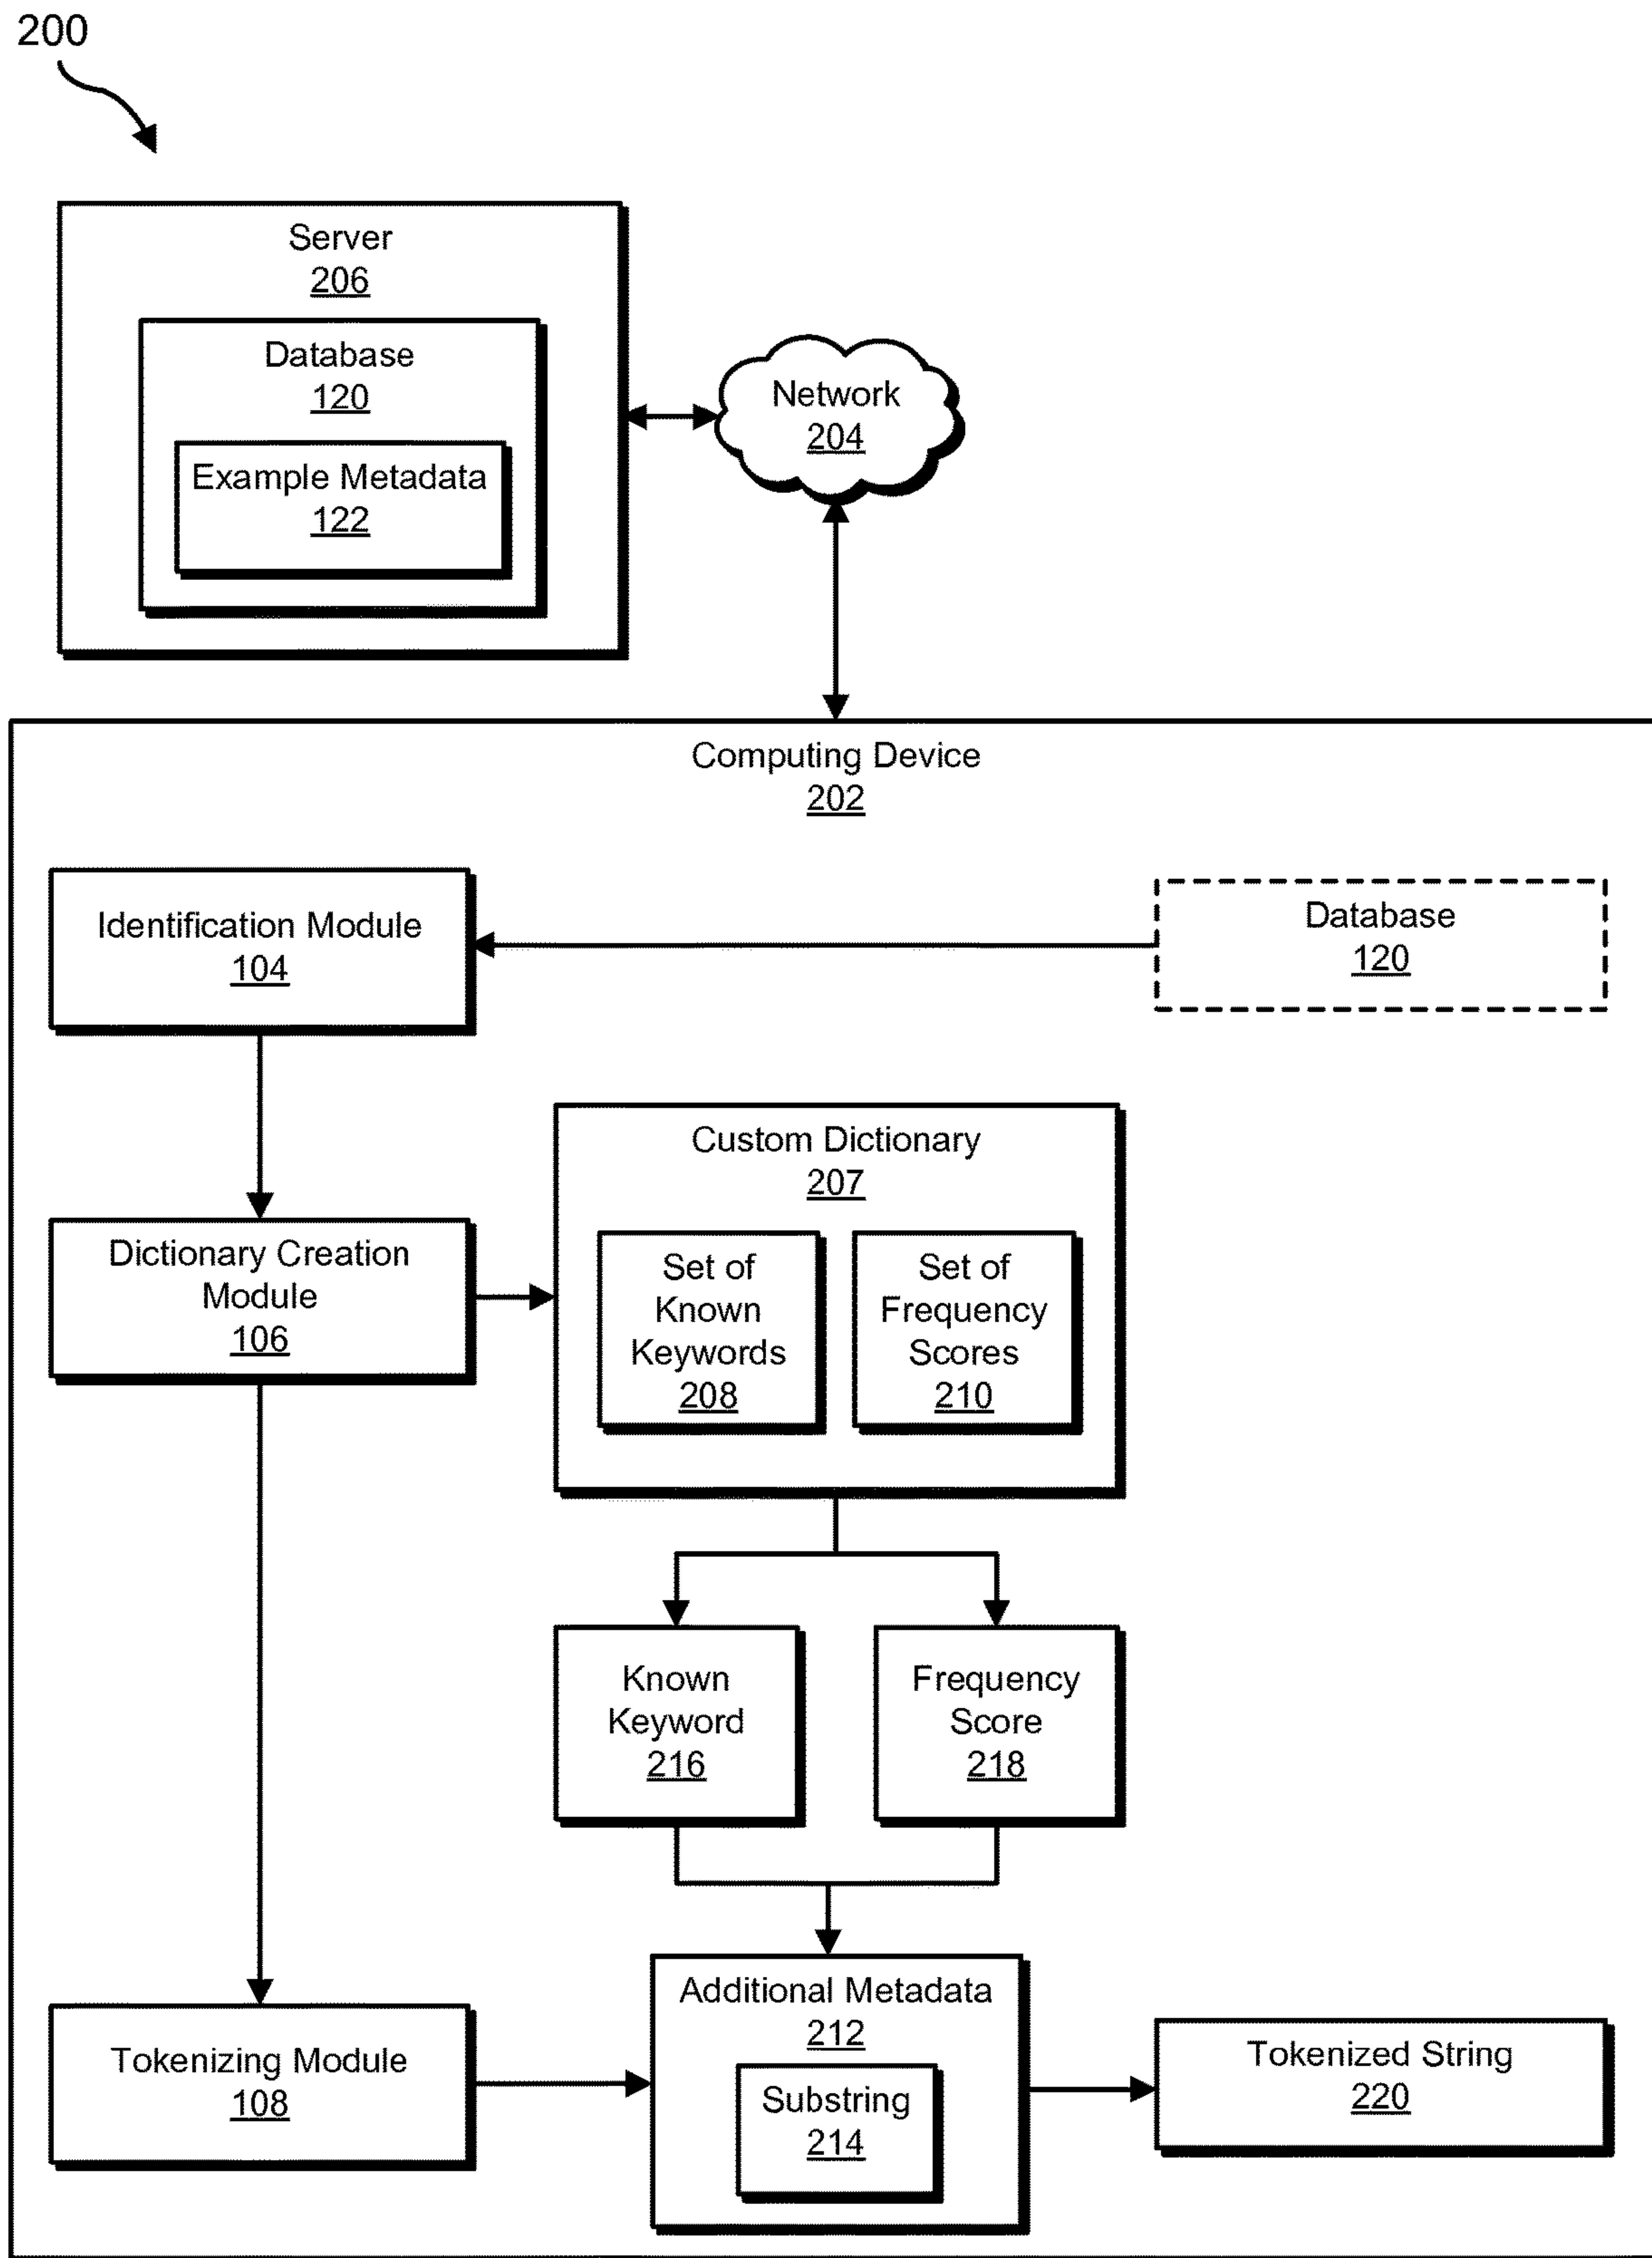 200
Server
206
Database
120
Example Metadata
122
Network
204
Computing Device
202
Identification Module
104
Database
120
Custom Dictionary
207
Dictionary Creation
Module
106
Set of
Known
Keywords
208
Set of
Frequency
Scores
210
Known
Keyword
216
Frequency
Score
218
Additional Metadata
212
Tokenizing Module
108
Substring
214
Tokenized String
220